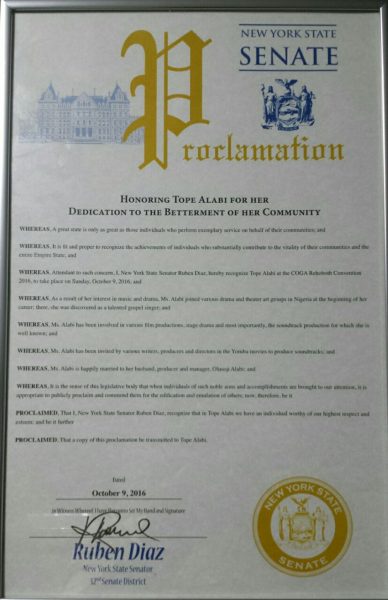 NEW YORK STATE
SENATE
Proclamation
HONORING TOPE ALABI FOR HER
DEDICATION TO THE BETTERMENT OF HER COMMUNITY
WHEREAS, A great state is only as great as those individuals who perform exemplary service on behalf of their communities; and
WHEREAS, It is fit and proper to recognize the achievements of individuals who substantially contribute to the vitality of their communities and the
entire Empire State; and
WHEREAS, Attendant to such concern, I, New York State Senator Ruben Diaz, hereby recognize Tope Alabi at the COGA Rehoboth Convention
2016, to take place on Sunday, October 9, 2016; and
WHEREAS, As a result of her interest in music and drama, Ms. Alabi joined various drama and theater art groups in Nigeria at the beginning of her
career; there, she was discovered as a talented gospel singer; and
WHEREAS, Ms. Alabi has been involved in various film productions, stage drama and most importantly, the soundtrack production for which she is
well known; and
WHEREAS, Ms. Alabi has been invited by various writers, producers and directors in the Yoruba movies to produce soundtracks; and
WHEREAS, Ms. Alabi is happily married to her husband, producer and manager, Olusoji Alabi; and
WHEREAS, It is the sense of this legislative body that when individuals of such noble aims and accomplishments are brought to our attention, it is
appropriate to publicly proclaim and commend them for the edification and emulation of others; now, therefore, be it
PROCLAIMED, That I, New York State Senator Ruben Diaz, recognize that in Tope Alabi we have an individual worthy of our highest respect and
esteem; and be it further
PROCLAIMED, That a copy of this proclamation be transmitted to Tope Alabi.
Dated
October 9, 2016
in Witness Whereof I have Hereunto Set My Hand and Signature
Ruben Diaz
New York State Senator
32nd Senate District
NEW YORK STATE
SENATE